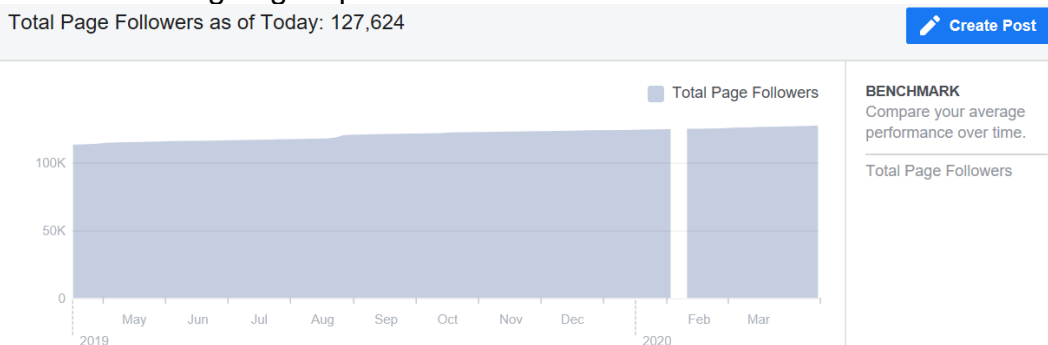 Total Page Followers as of Today: 127,624
Create Post
Total Page Followers
BENCHMARK
Compare your average
performance over time.
Total Page Followers
100K
50K
0
May Jun Jul Aug Sep Oct Nov Dec Feb Mar
2019 2020